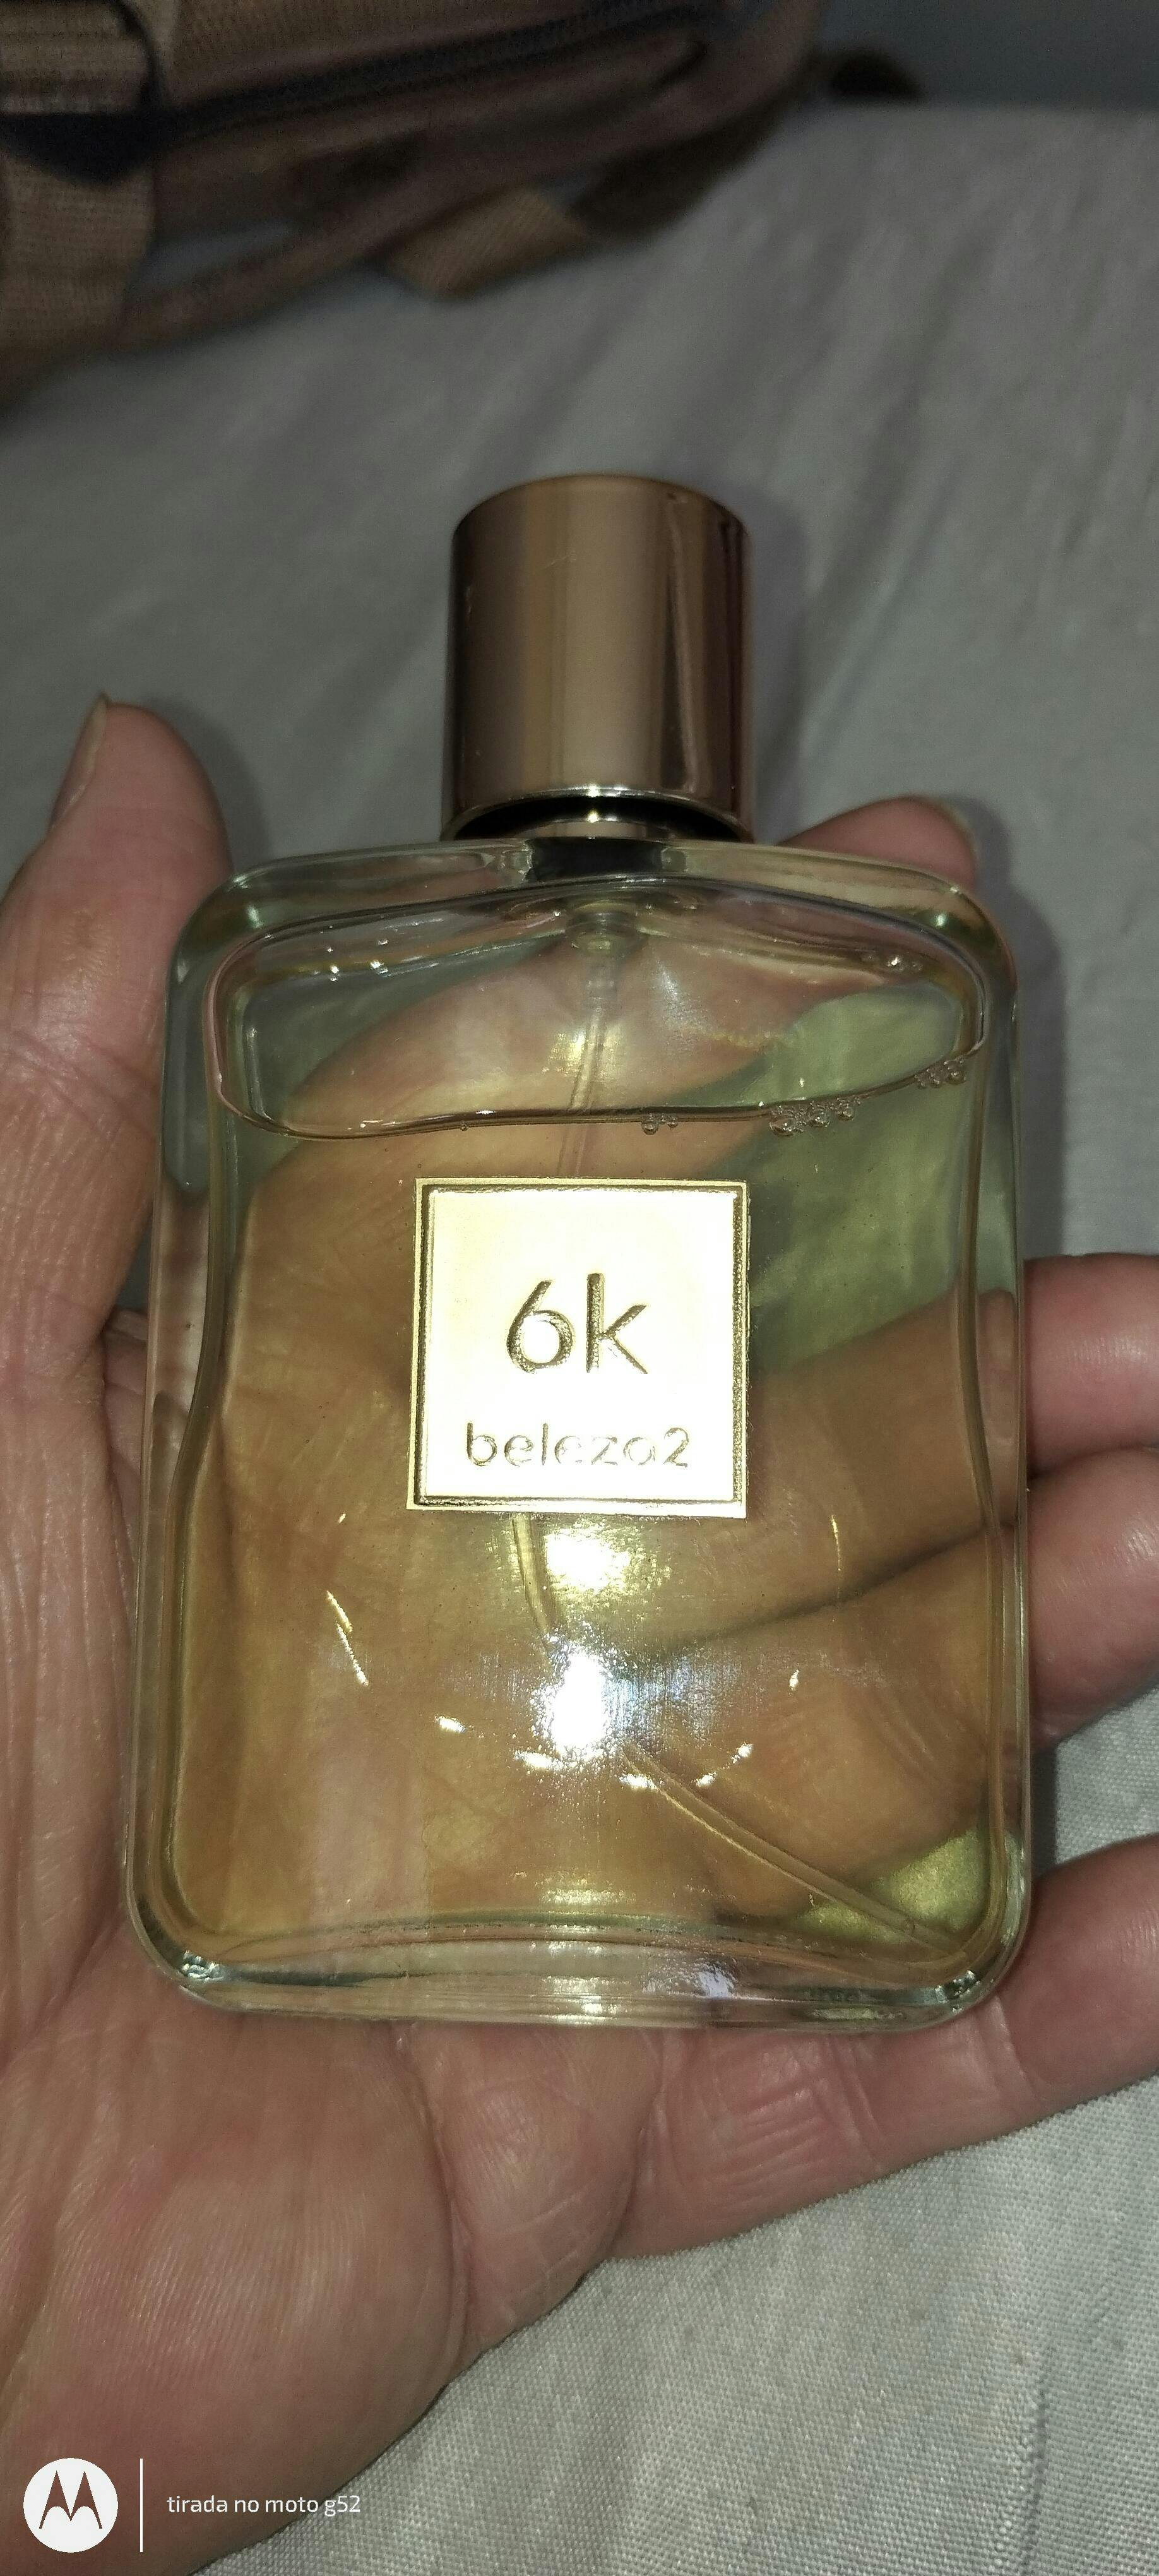 6k
beleza2
tirada no moto g52